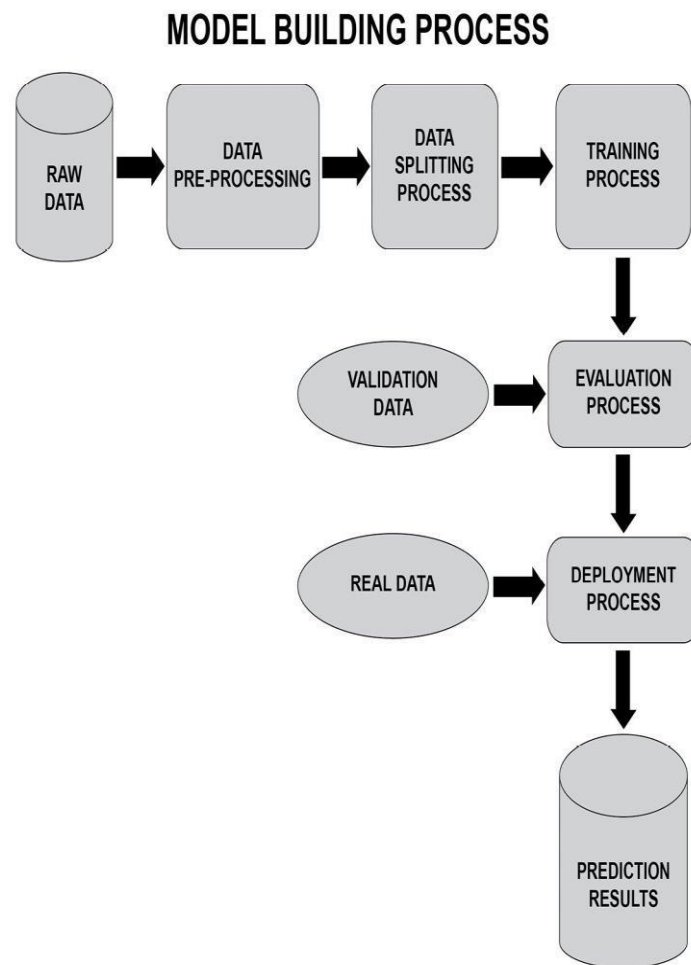 MODEL BUILDING PROCESS
RAW
DATA
DATA
PRE-PROCESSING
DATA
SPLITTING
PROCESS
TRAINING
PROCESS
VALIDATION
DATA
EVALUATION
PROCESS
REAL DATA
DEPLOYMENT
PROCESS
PREDICTION
RESULTS